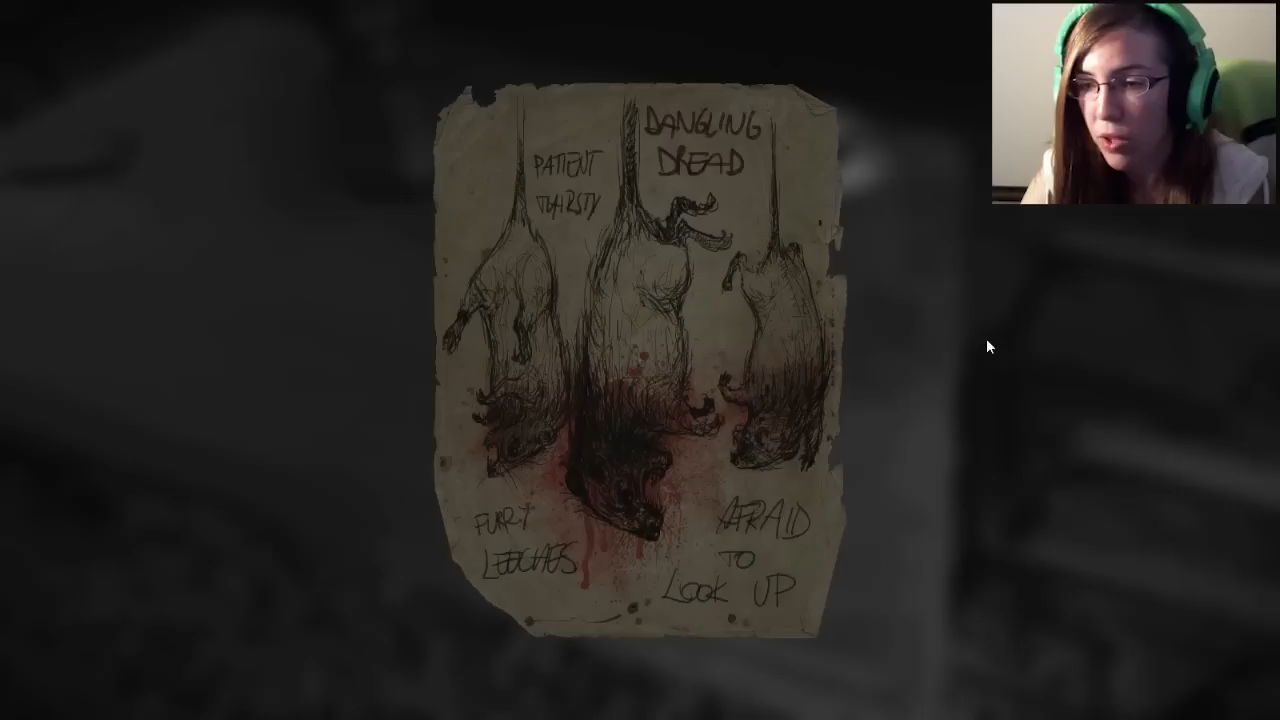 DANGLING
DREAD
PATIENT
THIRSTY
FURRY
LEECHES
AFRAID
TO
LOOK UP